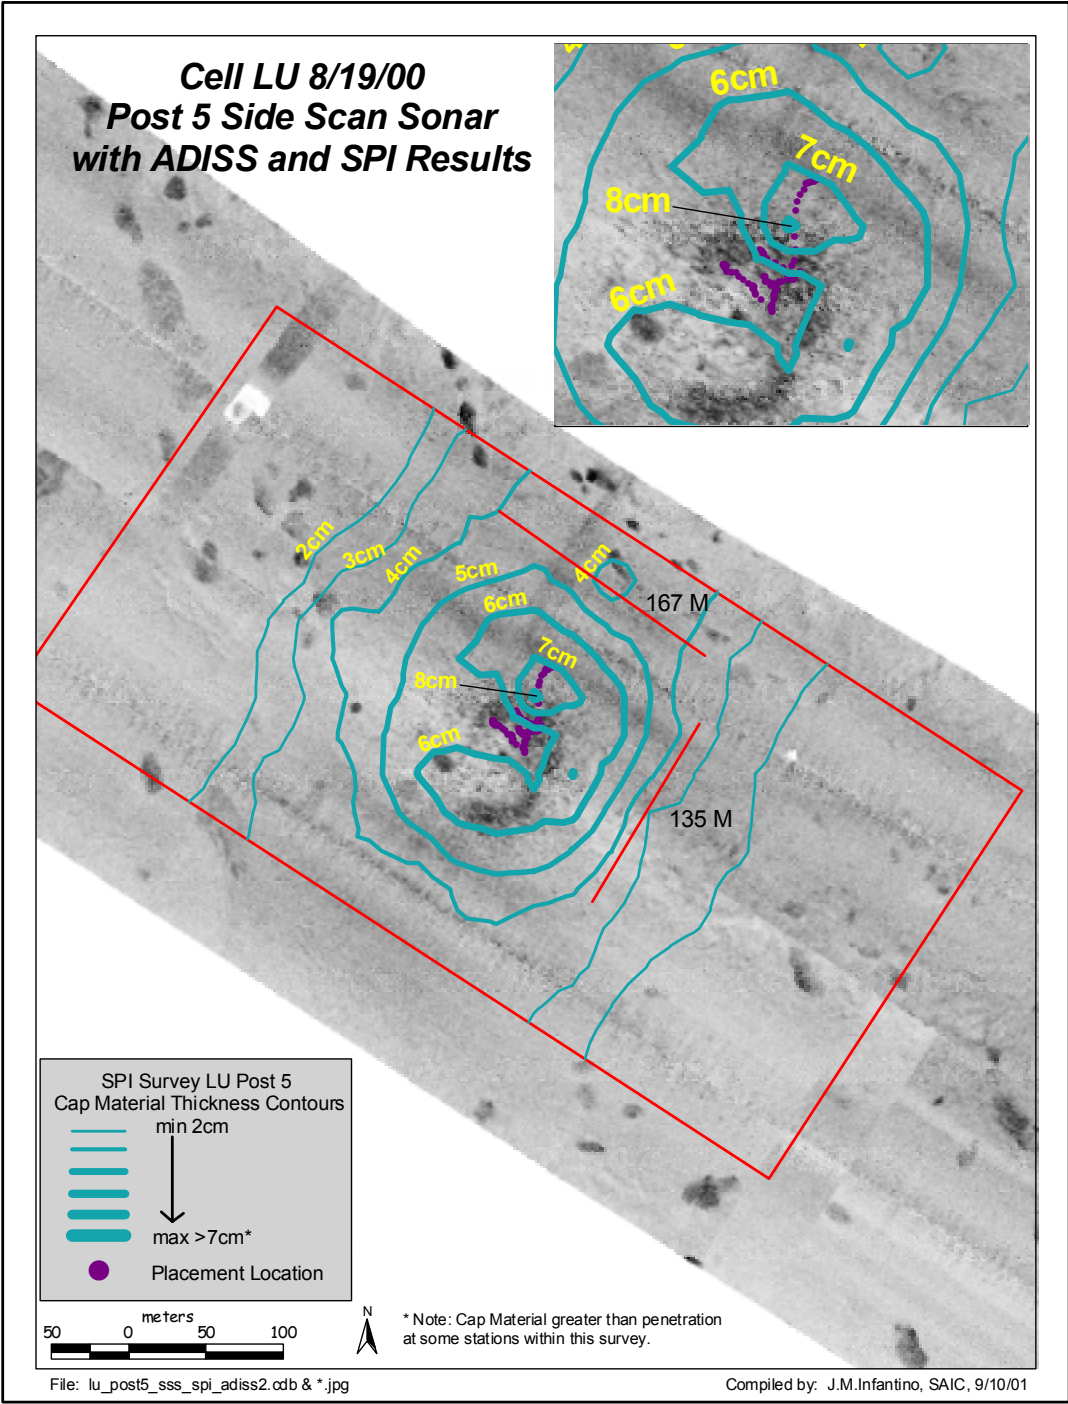 Cell LU 8/19/00
Post 5 Side Scan Sonar
with ADISS and SPI Results
6cm
7cm
8cm
6cm
2cm
3cm
4cm
5cm
4cm
6cm
167 M
7cm
8cm
6cm
135 M
SPI Survey LU Post 5
Cap Material Thickness Contours
min 2cm
max >7cm*
Placement Location
meters
50 0 50 100
N
* Note: Cap Material greater than penetration
at some stations within this survey.
File: lu_post5_sss_spi_adiss2.cdb & *.jpg
Compiled by: J.M.Infantino, SAIC, 9/10/01